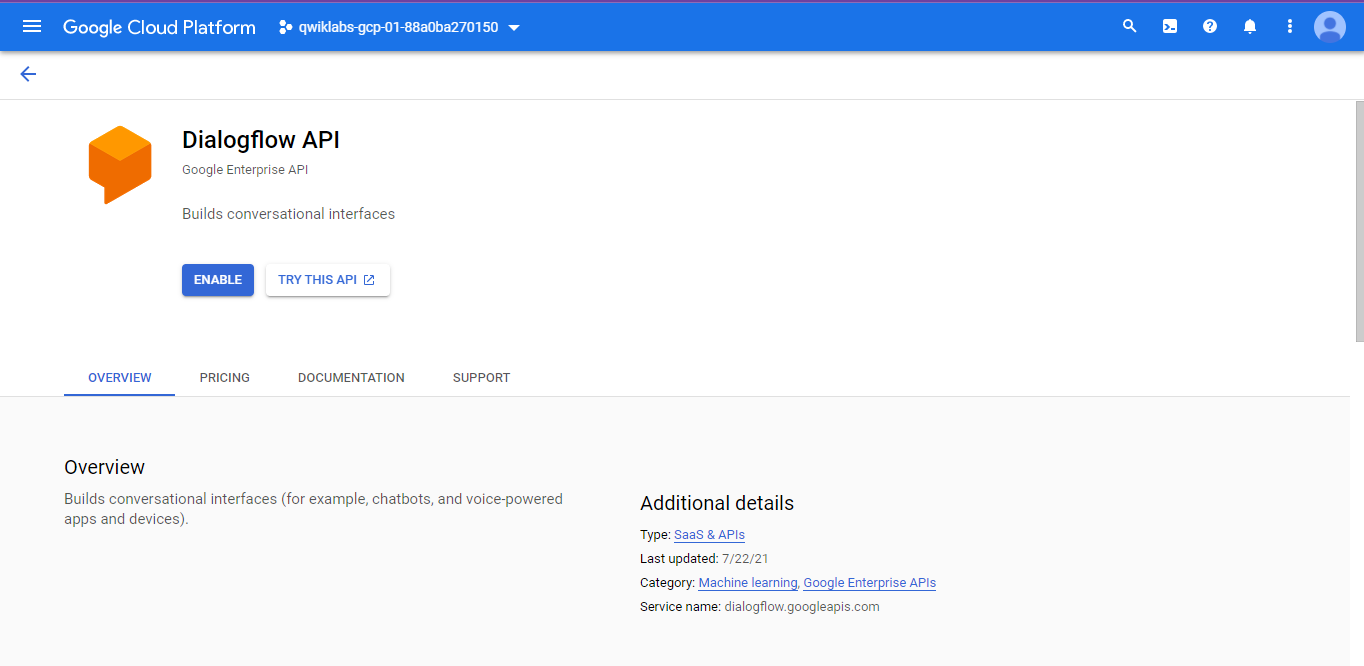 Google Cloud Platform
qwiklabs-gcp-01-88a0ba270150
Dialogflow API
Google Enterprise API
Builds conversational interfaces
ENABLE
TRY THIS API
OVERVIEW
PRICING
DOCUMENTATION
SUPPORT
Overview
Builds conversational interfaces (for example, chatbots, and voice-powered
apps and devices).
Additional details
Type: SaaS & APIs
Last updated: 7/22/21
Category: Machine learning, Google Enterprise APIs
Service name: dialogflow.googleapis.com